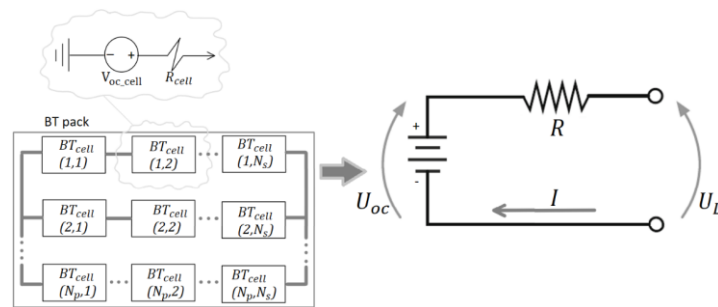 - +
V_oc_cell R_cell
BT pack
BT_cell (1,1) BT_cell (1,2) ... BT_cell (1,N_s)
BT_cell (2,1) BT_cell (2,2) ... BT_cell (2,N_s)
BT_cell (N_p,1) ... BT_cell (N_p,2) ... BT_cell (N_p,N_s)
R
+
-
U_oc I